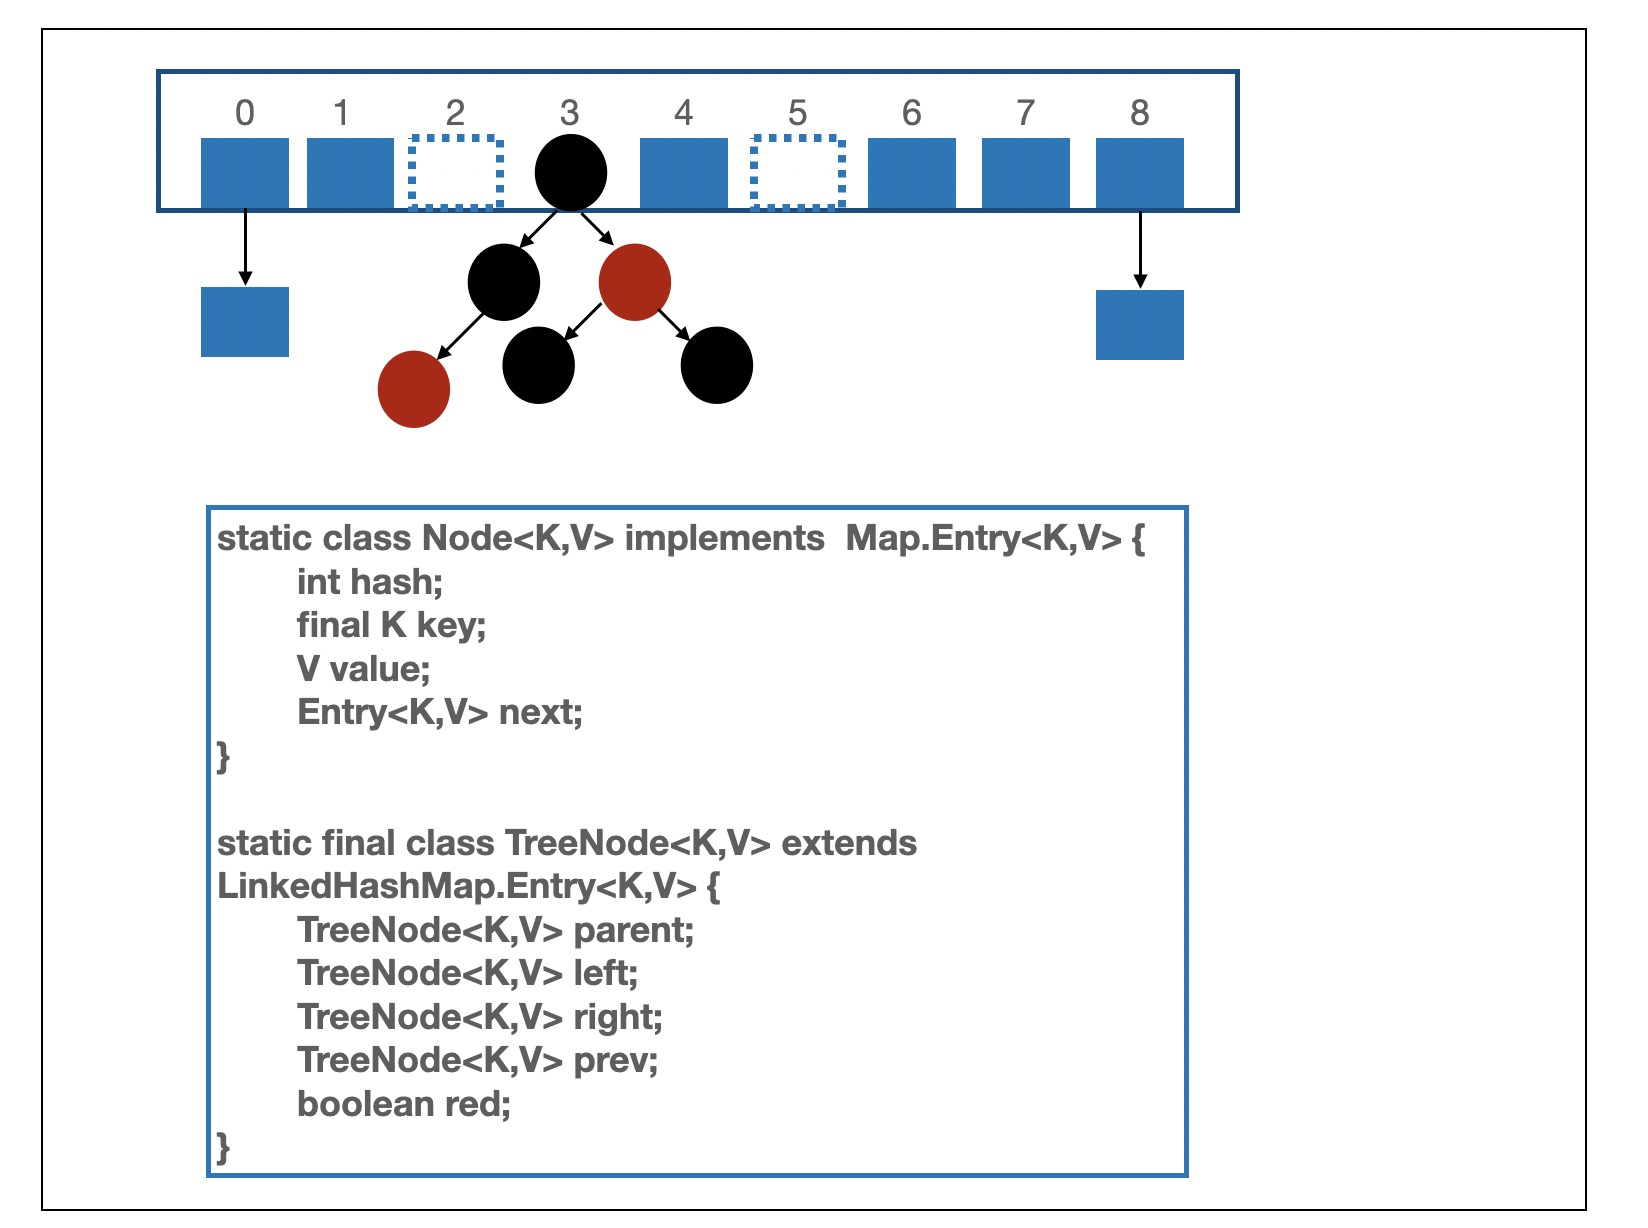 0 1 2 3 4 5 6 7 8
static class Node<K,V> implements  Map.Entry<K,V> {
int hash;
final K key;
V value;
Entry<K,V> next;
}
static final class TreeNode<K,V> extends
LinkedHashMap.Entry<K,V> {
TreeNode<K,V> parent;
TreeNode<K,V> left;
TreeNode<K,V> right;
TreeNode<K,V> prev;
boolean red;
}